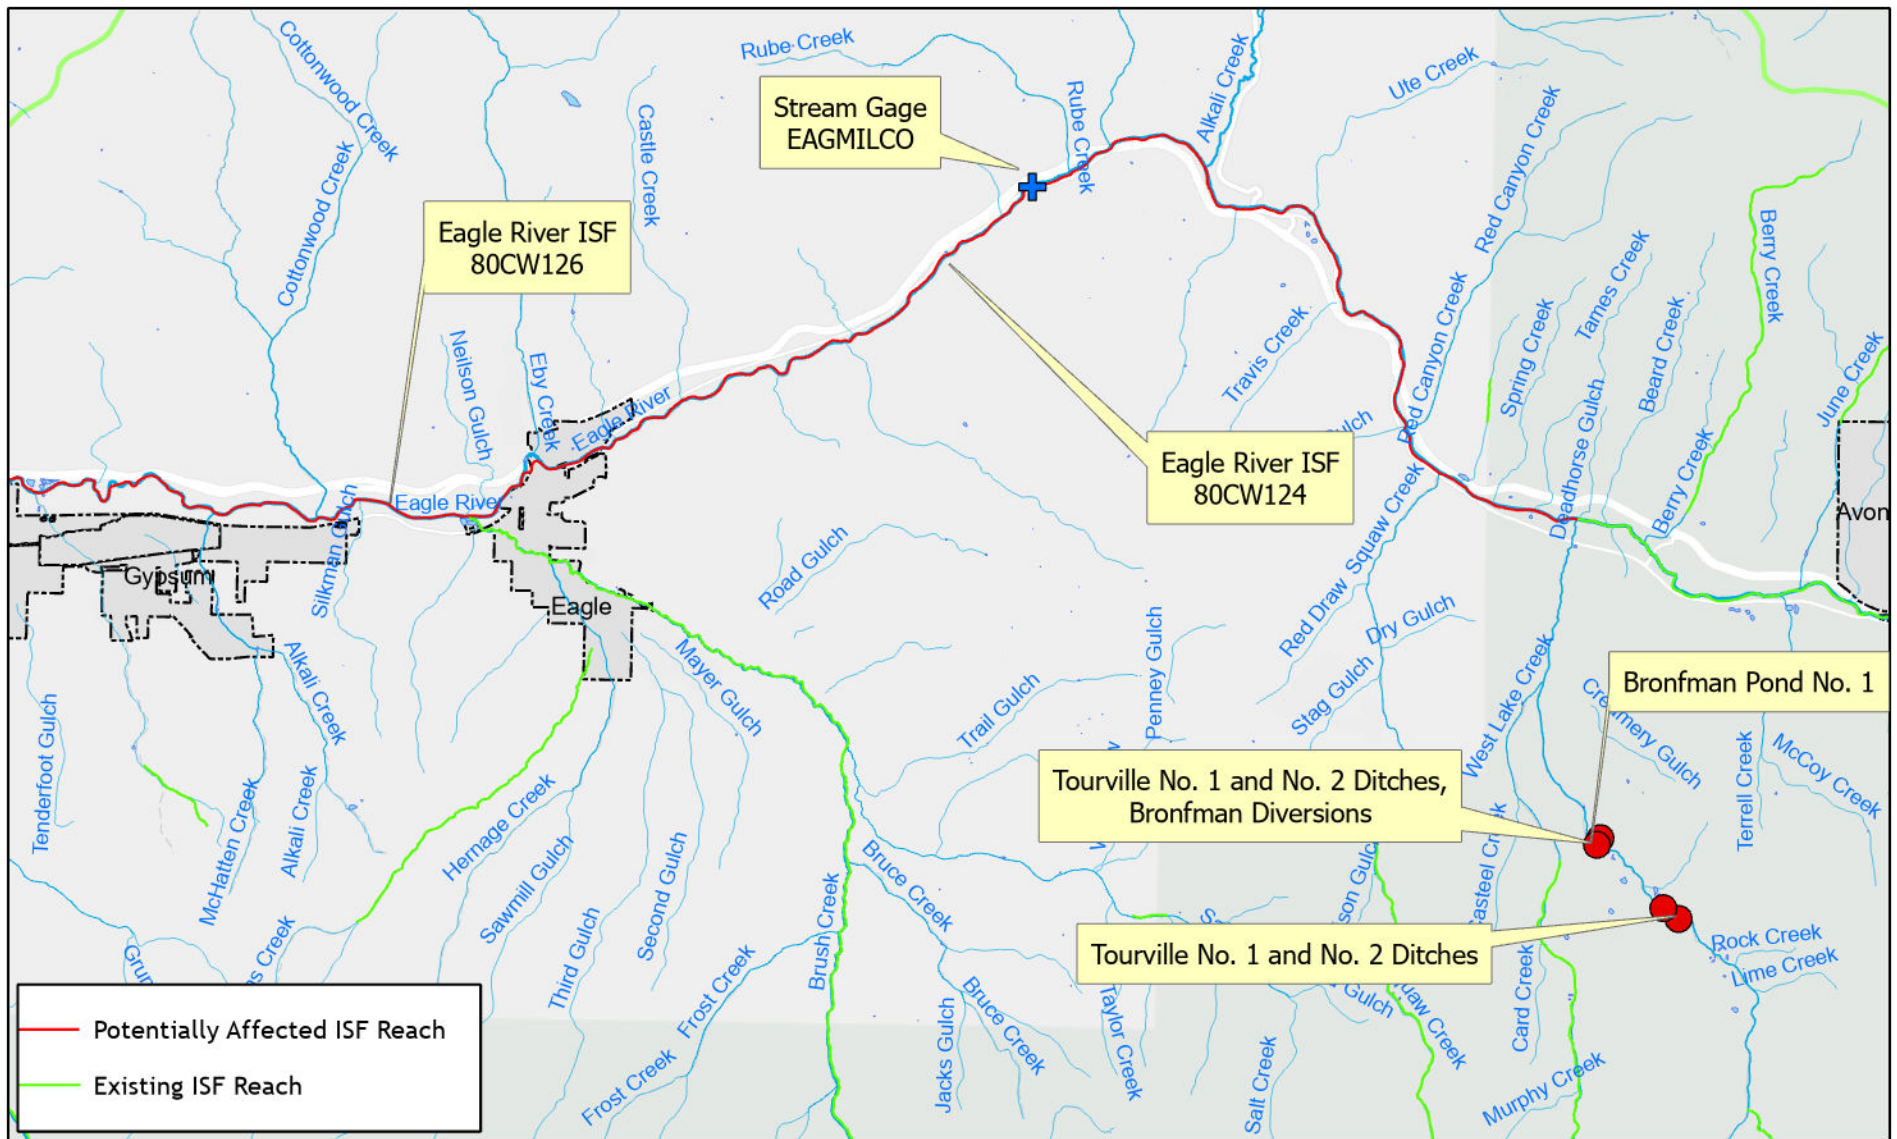 Cottonwood Creek
Rube Creek
Alkali Creek
Ute Creek
Stream Gage
EAGMILCO
Rube Creek
Castle Creek
Red Canyon Creek
Cottonwood Creek
Eagle River ISF
80CW126
Berry Creek
Tames Creek
Spring Creek
Beard Creek
Travis Creek
Red Canyon Creek
June Creek
Neilson Gulch
Eby Creek
Eagle River
Deadhorse Gulch
Eagle River ISF
80CW124
Berry Creek
Eagle River
Avon
Squaw Creek
Silkman Gulch
Road Gulch
Gypsum
Eagle
Red Draw
Dry Gulch
Penney Gulch
Alkali Creek
Mayer Gulch
Stag Gulch
West Lake Creek
Bronfman Pond No. 1
Creamery Gulch
Trail Gulch
Tenderfoot Gulch
Terrell Creek
McCoy Creek
Tourville No. 1 and No. 2 Ditches,
Bronfman Diversions
Alkali Creek
McHatten Creek
Hernage Creek
Sawmill Gulch
Second Gulch
Third Gulch
Bruce Creek
Brush Creek
Tourville No. 1 and No. 2 Ditches
Rock Creek
Lime Creek
Card Creek
Frost Creek
Bruce Creek
Jacks Gulch
Taylor Creek
Gulch
Creek
Salt Creek
Murphy Creek
Frost Creek
Potentially Affected ISF Reach
Existing ISF Reach